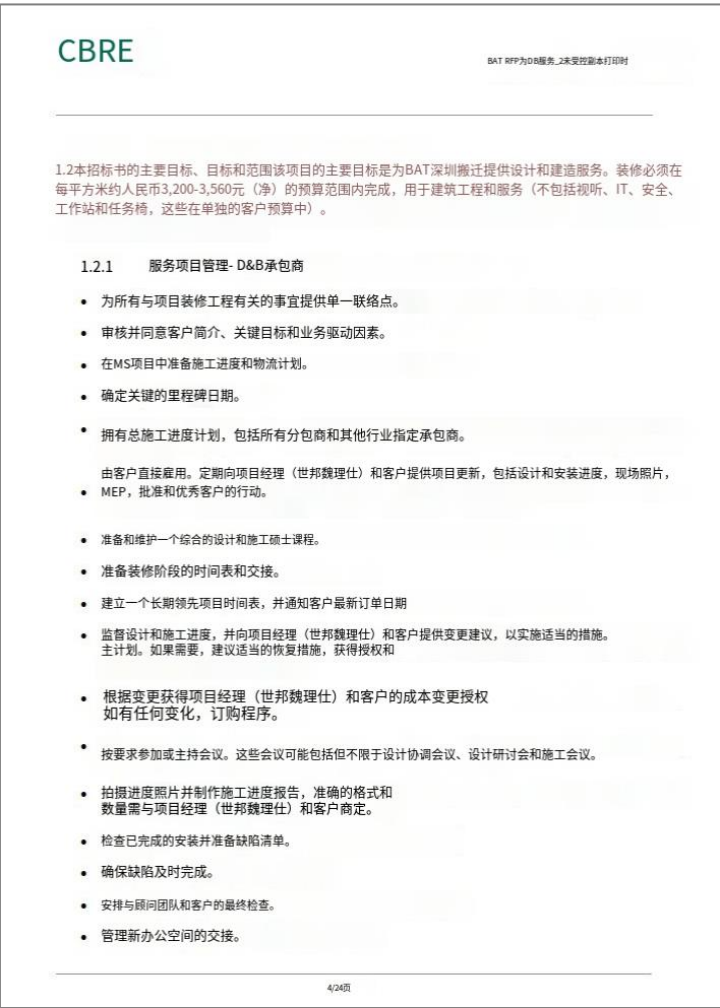 CBRE
BAT RFP为DB服务_2未受控副本打印时
1.2本招标书的主要目标、目标和范围该项目的主要目标是为BAT深圳搬迁提供设计和建造服务。装修必须在
每平方米约人民币3,200-3,560元（净）的预算范围内完成，用于建筑工程和服务（不包括视听、IT、安全、
工作站和任务椅，这些在单独的客户预算中）。
1.2.1 服务项目管理- D&B承包商
• 为所有与项目装修工程有关的事宜提供单一联络点。
• 审核并同意客户简介、关键目标和业务驱动因素。
• 在MS项目中准备施工进度和物流计划。
• 确定关键的里程碑日期。
• 拥有总施工进度计划，包括所有分包商和其他行业指定承包商。
由客户直接雇用。定期向项目经理（世邦魏理仕）和客户提供项目更新，包括设计和安装进度，现场照片，
• MEP，批准和优秀客户的行动。
• 准备和维护一个综合的设计和施工硕士课程。
• 准备装修阶段的时间表和交接。
• 建立一个长期领先项目时间表，并通知客户最新订单日期
• 监督设计和施工进度，并向项目经理（世邦魏理仕）和客户提供变更建议，以实施适当的措施。
主计划。如果需要，建议适当的恢复措施，获得授权和
• 根据变更获得项目经理（世邦魏理仕）和客户的成本变更授权
如有任何变化，订购程序。
• 按要求参加或主持会议。这些会议可能包括但不限于设计协调会议、设计研讨会和施工会议。
• 拍摄进度照片并制作施工进度报告，准确的格式和
数量需与项目经理（世邦魏理仕）和客户商定。
• 检查已完成的安装并准备缺陷清单。
• 确保缺陷及时完成。
• 安排与顾问团队和客户的最终检查。
• 管理新办公空间的交接。
4/24页